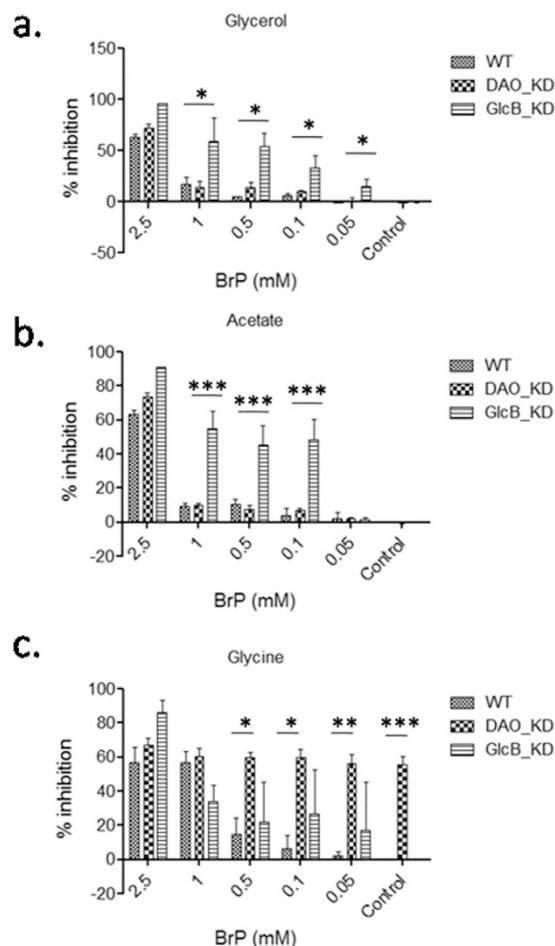 a.
Glycerol
WT
DAO_KD
GlcB_KD
% inhibition
150
100
50
0
-50
* * * *
2.5 1 0.5 0.1 0.05 Control
BrP (mM)
b.
Acetate
WT
DAO_KD
GlcB_KD
% inhibition
100
80
60
40
20
0
-20
*** *** ***
2.5 1 0.5 0.1 0.05 Control
BrP (mM)
c.
Glycine
WT
DAO_KD
GlcB_KD
% inhibition
100
80
60
40
20
0
-20
* * ** ***
2.5 1 0.5 0.1 0.05 Control
BrP (mM)